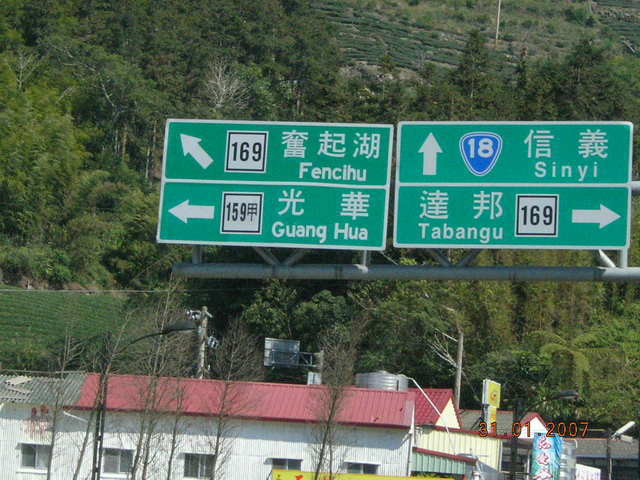 169 奮起湖
Fencihu
159甲 光華
Guang Hua
18 信義
Sinyi
達邦 169
Tabangu
31 01 2007